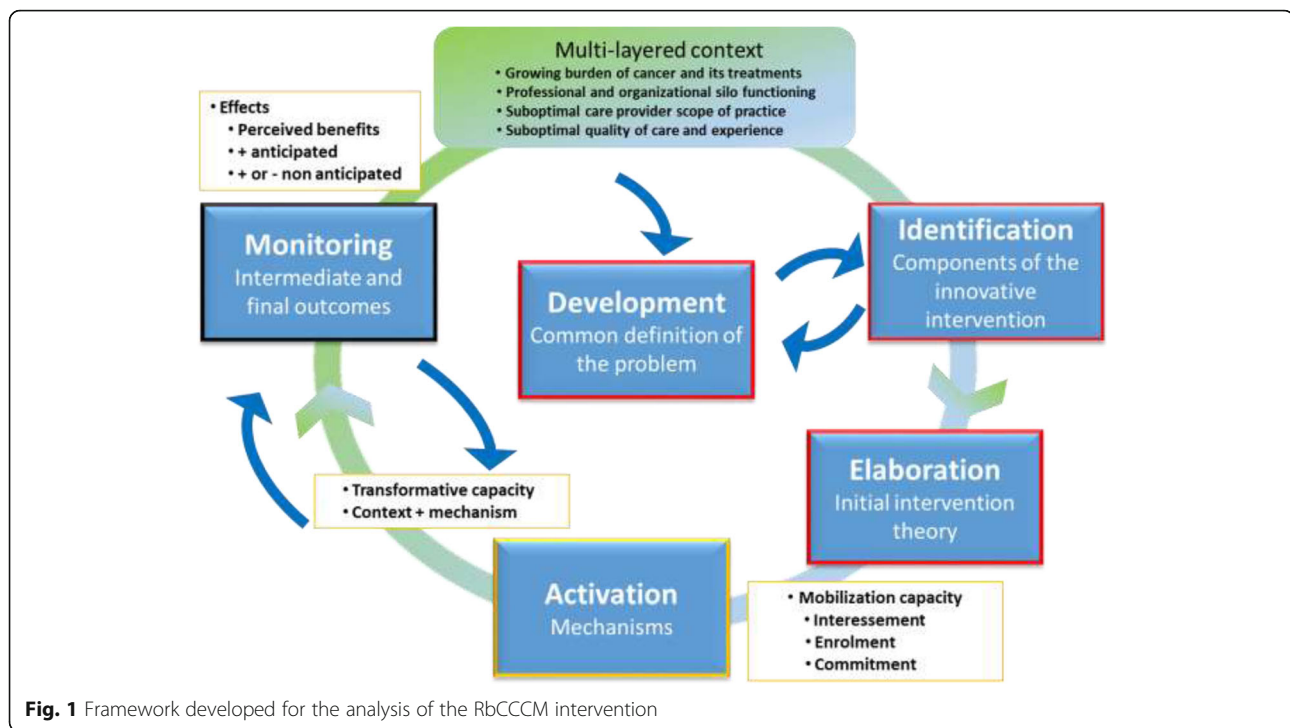 Multi-layered context
• Growing burden of cancer and its treatments
• Professional and organizational silo functioning
• Suboptimal care provider scope of practice
• Suboptimal quality of care and experience
• Effects
• Perceived benefits
• + anticipated
• + or - non anticipated
Monitoring
Intermediate and
final outcomes
Development
Common definition of
the problem
Identification
Components of the
innovative
intervention
Elaboration
Initial intervention
theory
• Transformative capacity
• Context + mechanism
Activation
Mechanisms
• Mobilization capacity
• Interessement
• Enrolment
• Commitment
Fig. 1 Framework developed for the analysis of the RbCCCM intervention